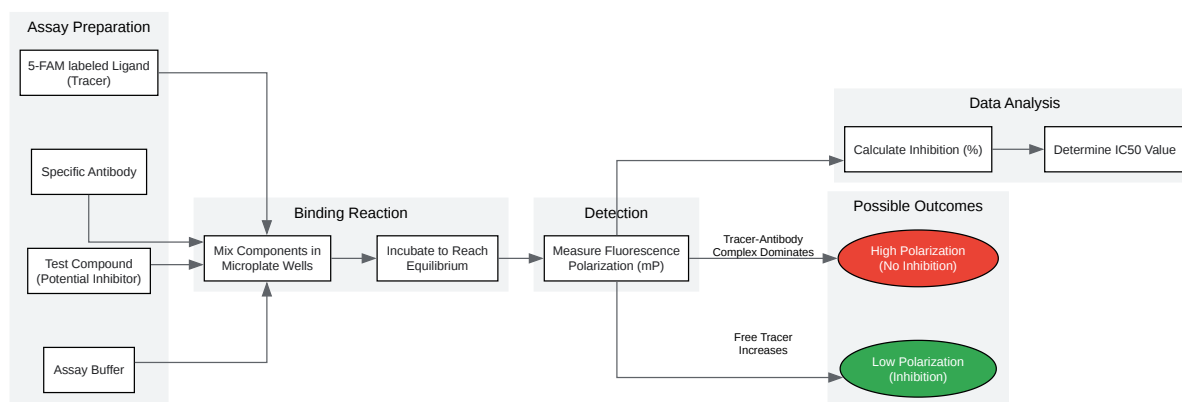 Assay Preparation
5-FAM labeled Ligand
(Tracer)
Specific Antibody
Test Compound
(Potential Inhibitor)
Assay Buffer
Binding Reaction
Mix Components in
Microplate Wells
Incubate to Reach
Equilibrium
Detection
Measure Fluorescence
Polarization (mP)
Tracer-Antibody
Complex Dominates
Free Tracer
Increases
Data Analysis
Calculate Inhibition (%)
Determine IC50 Value
Possible Outcomes
High Polarization
(No Inhibition)
Low Polarization
(Inhibition)